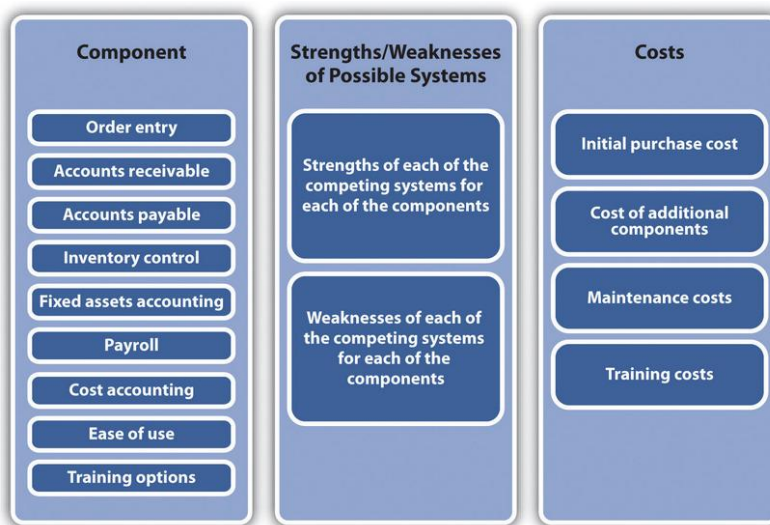 Component
Order entry
Accounts receivable
Accounts payable
Inventory control
Fixed assets accounting
Payroll
Cost accounting
Ease of use
Training options
Strengths/Weaknesses
of Possible Systems
Strengths of each of the
competing systems for
each of the components
Weaknesses of each of
the competing systems
for each of the
components
Costs
Initial purchase cost
Cost of additional
components
Maintenance costs
Training costs